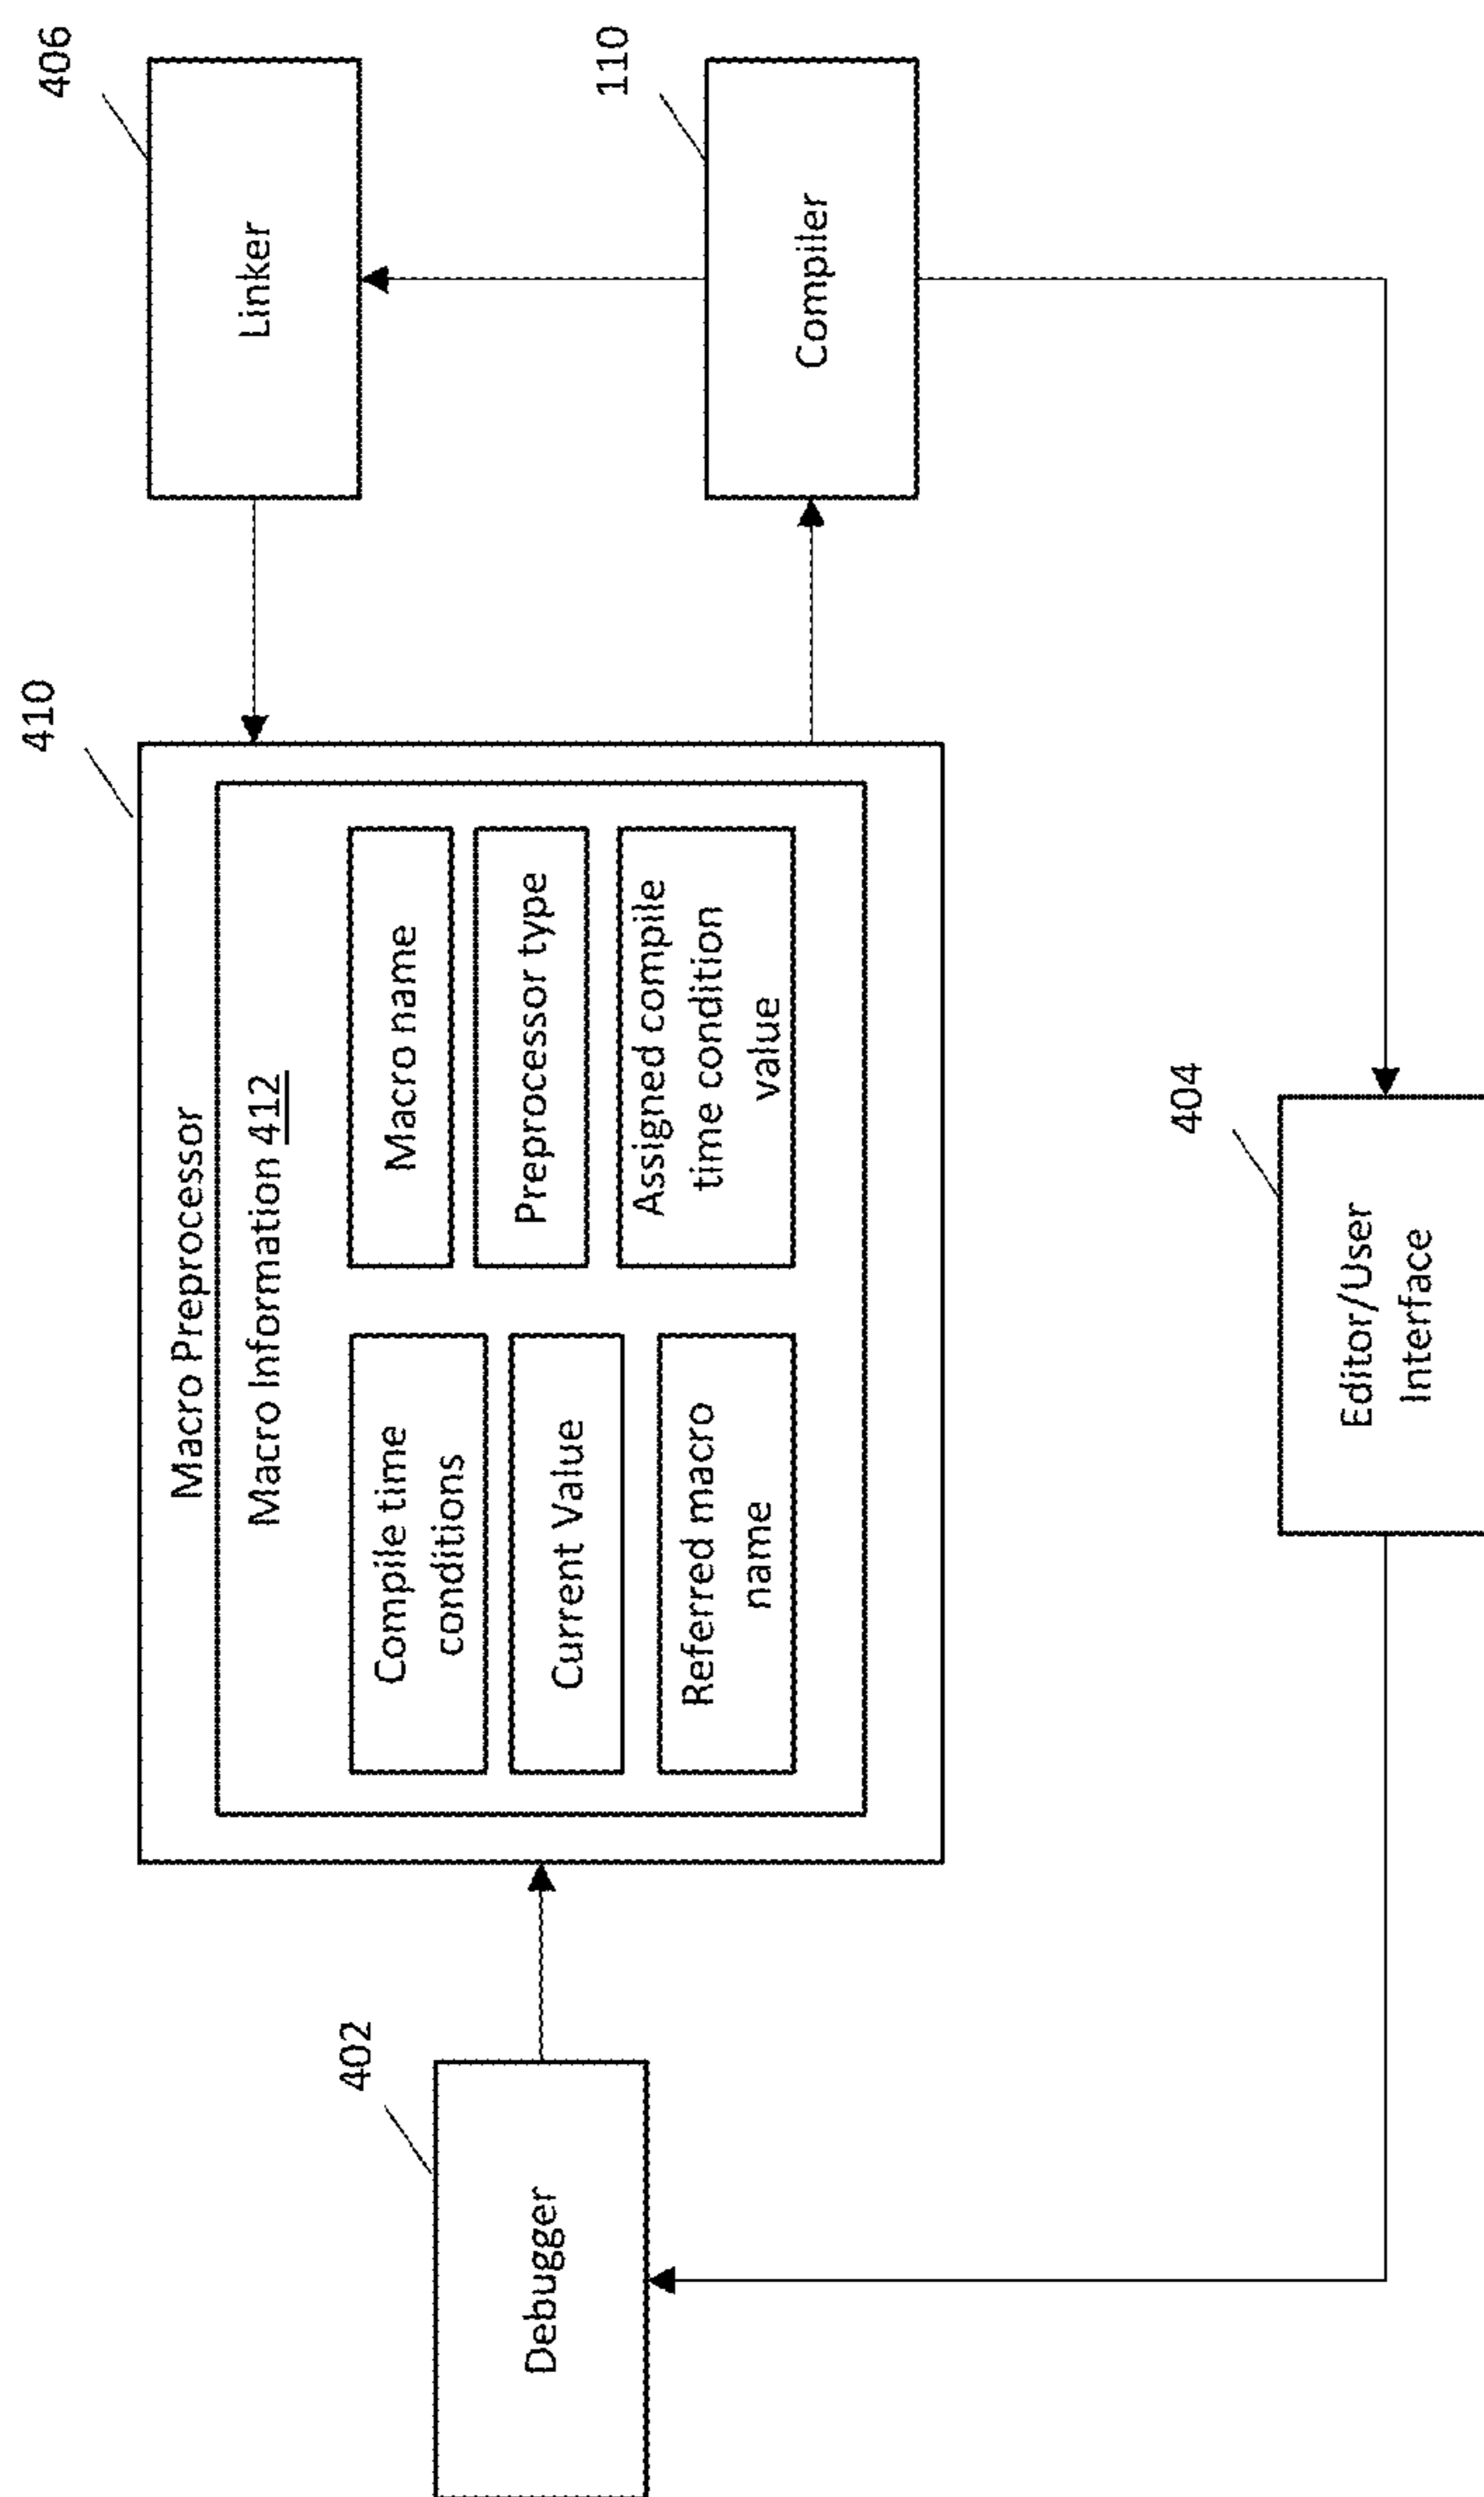 410
406
Macro Preprocessor
Macro Information 412
Linker
402
Compile time
conditions
Macro name
Debugger
Current Value
Preprocessor type
110
Referred macro
name
Assigned compile
time condition
value
Compiler
404
Editor/User
Interface